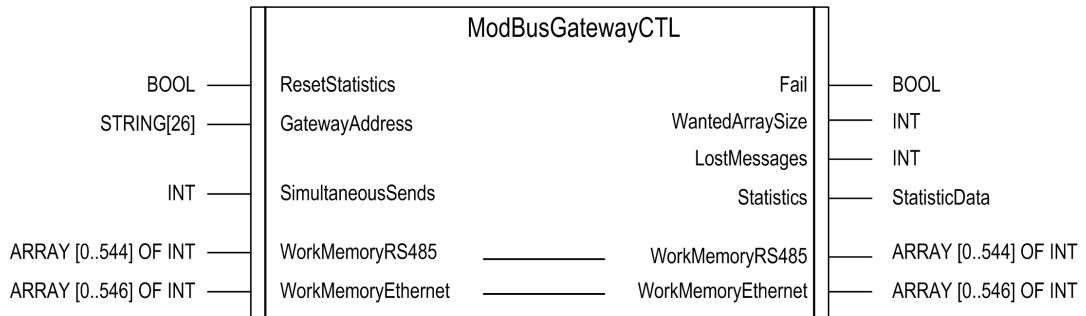 ModBusGatewayCTL
BOOL ResetStatistics Fail BOOL
STRING[26] GatewayAddress WantedArraySize INT
LostMessages INT
INT SimultaneousSends Statistics StatisticData
ARRAY [0..544] OF INT WorkMemoryRS485 WorkMemoryRS485 ARRAY [0..544] OF INT
ARRAY [0..546] OF INT WorkMemoryEthernet WorkMemoryEthernet ARRAY [0..546] OF INT